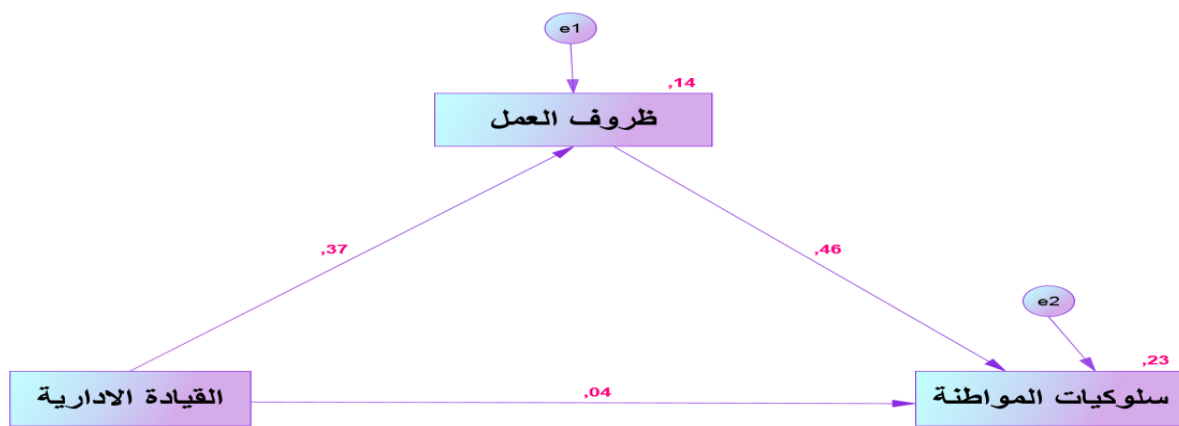 e1
,14
ظروف العمل
,37
,46
e2
,23
القيادة الادارية
,04
سلوكيات المواطنة